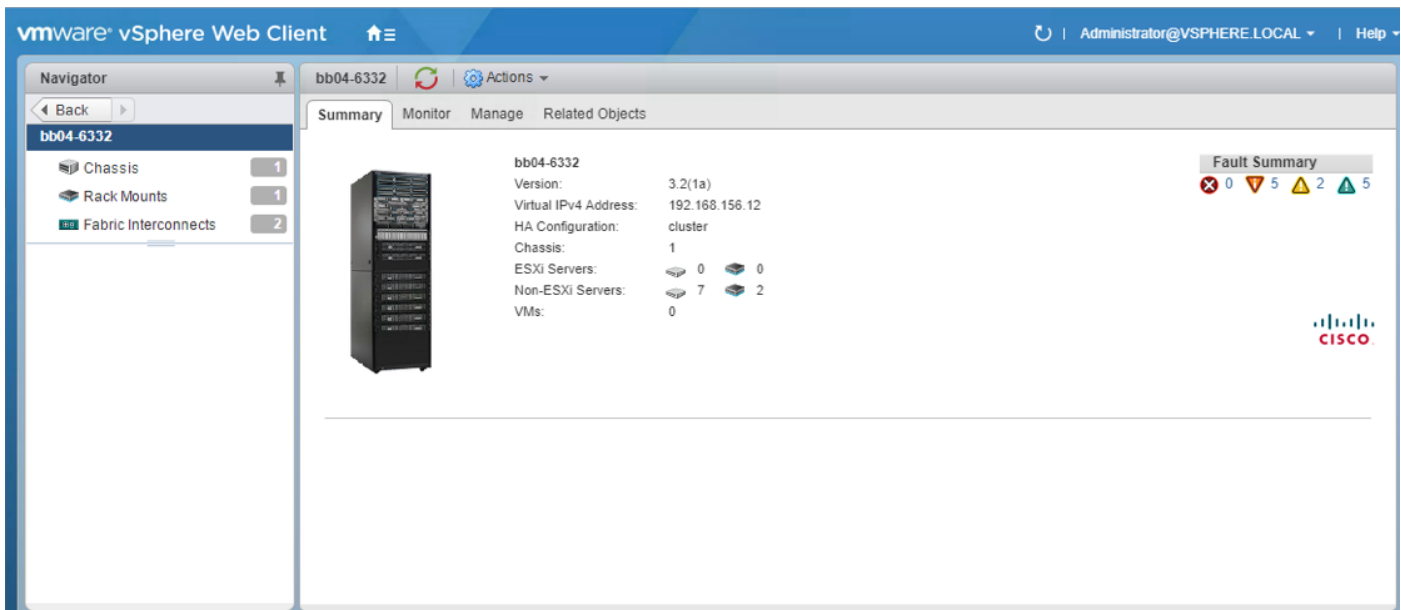 vmware® vSphere Web Client
Administrator@VSPHERE.LOCAL | Help
Navigator
Back
bb04-6332
Chassis 1
Rack Mounts 1
Fabric Interconnects 2
bb04-6332 Actions
Summary Monitor Manage Related Objects
bb04-6332
Version: 3.2(1a)
Virtual IPv4 Address: 192.168.156.12
HA Configuration: cluster
Chassis: 1
ESXi Servers: 0 0
Non-ESXi Servers: 7 2
VMs: 0
Fault Summary
0 5 2 5
CISCO